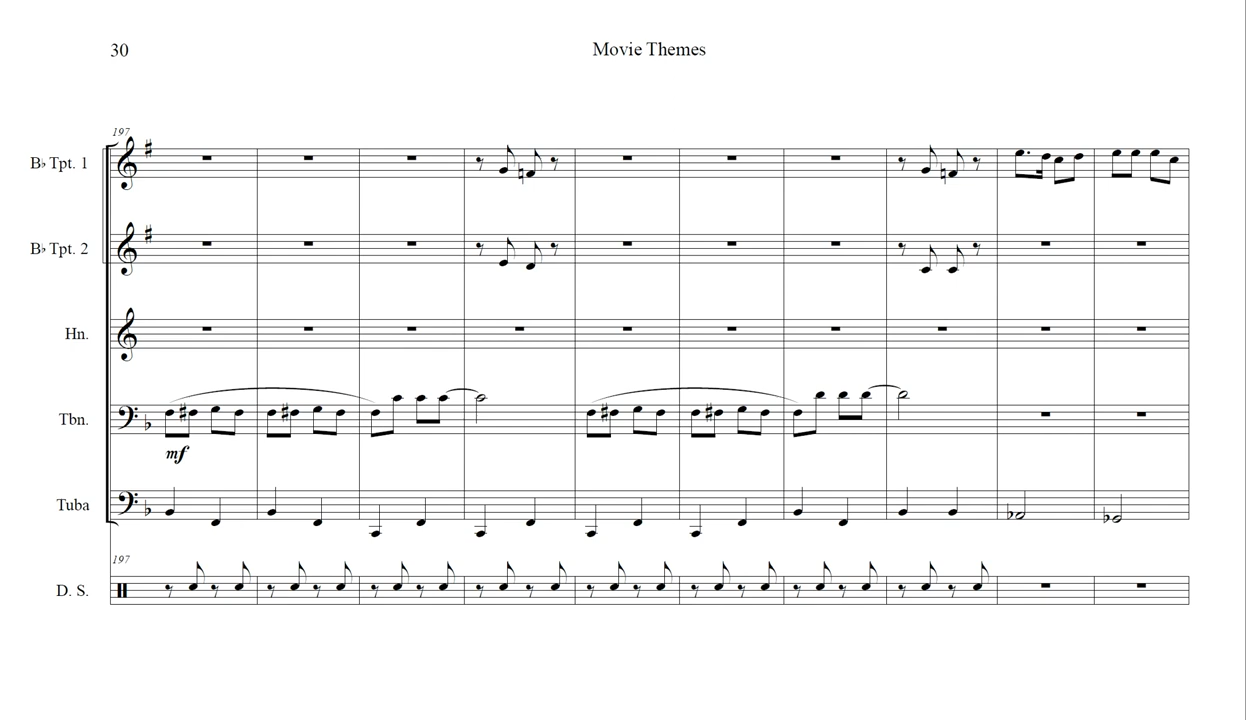 30
Movie Themes
197
B♭ Tpt. 1
B♭ Tpt. 2
Hn.
Tbn.
mf
Tuba
197
D. S.